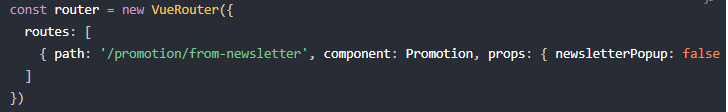 const router = new VueRouter({
routes: [
{ path: '/promotion/from-newsletter', component: Promotion, props: { newsletterPopup: false
]
})